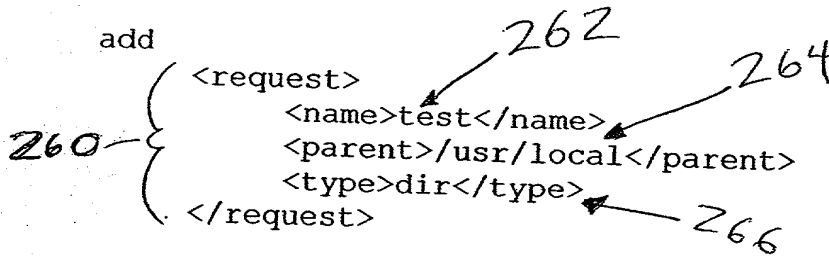 262
add
264
<request>
<name>test</name>
260
<parent>/usr/local</parent>
<type>dir</type>
</request>
266